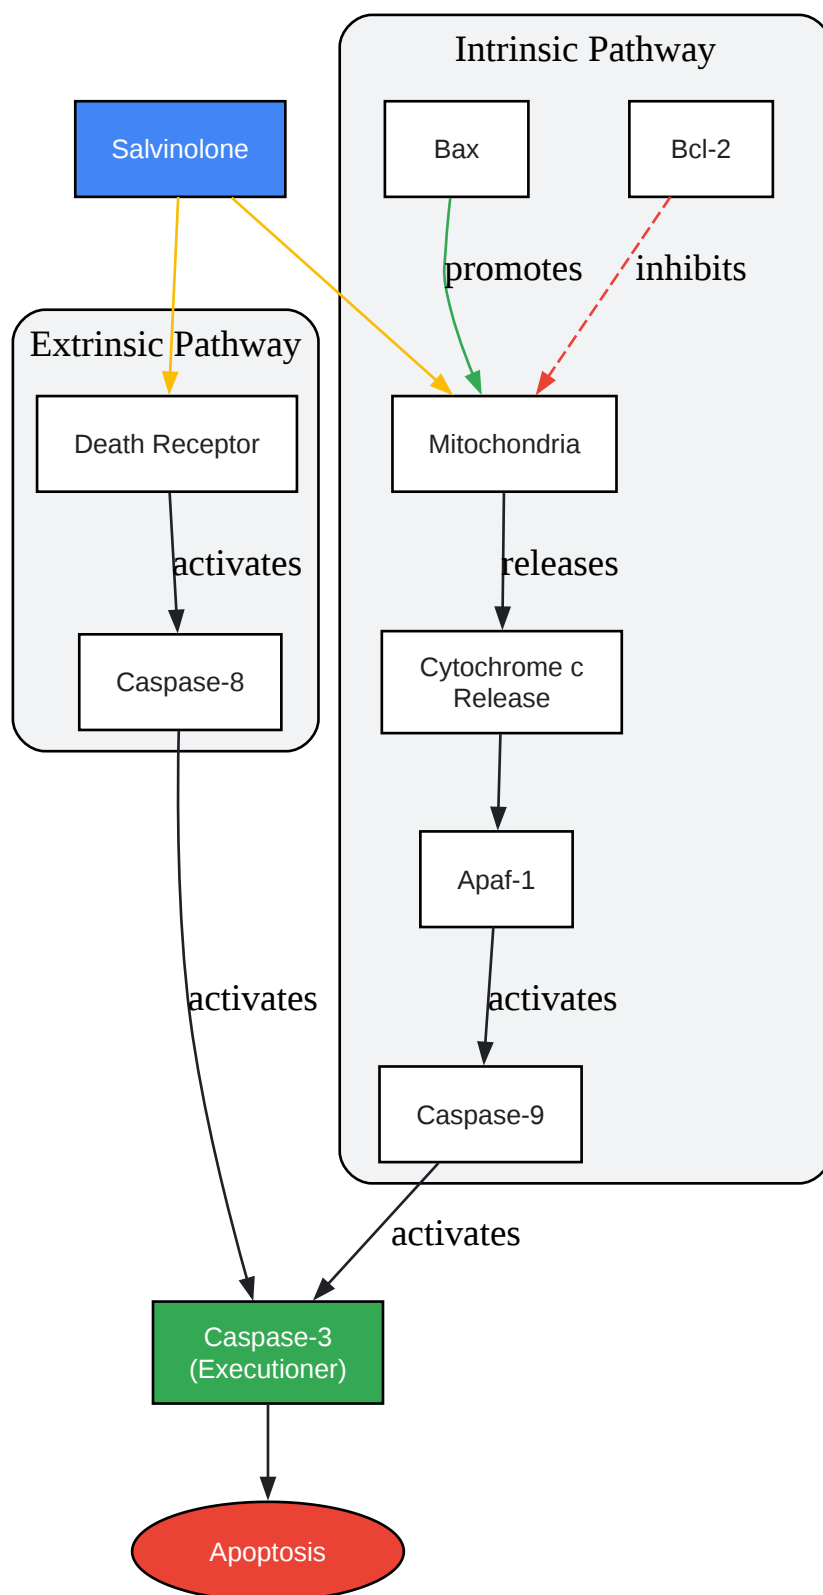 Intrinsic Pathway
Salvinolone
Bax
Bcl-2
promotes
inhibits
Extrinsic Pathway
Death Receptor
Mitochondria
activates
releases
Caspase-8
Cytochrome c
Release
Apaf-1
activates
activates
Caspase-9
activates
Caspase-3
(Executioner)
Apoptosis